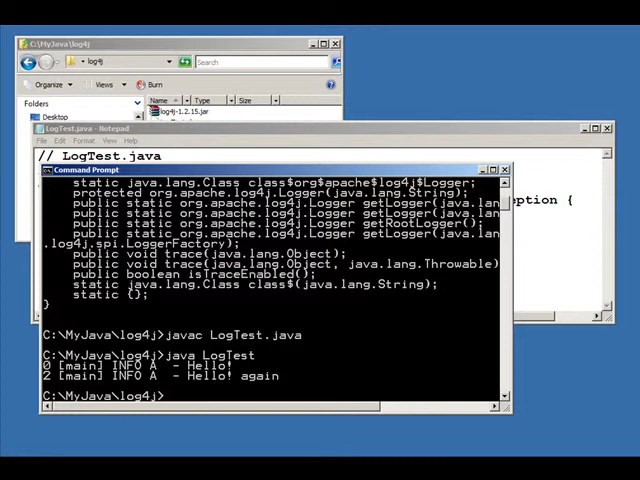 C:\MyJava\log4j
log4j
Search
Organize
Views
Burn
Folders
Name
Type
Size
Desktop
log4j-1.2.15.jar
LogTest.java - Notepad
File Edit Format View Help
// LogTest.java
ption {
Command Prompt
static java.lang.Class class$org$apache$log4j$Logger;
protected org.apache.log4j.Logger(java.lang.String);
public static org.apache.log4j.Logger getLogger(java.lan
public static org.apache.log4j.Logger getLogger(java.lan
public static org.apache.log4j.Logger getRootLogger();
public static org.apache.log4j.Logger getLogger(java.lan
.log4j.spi.LoggerFactory);
public void trace(java.lang.Object);
public void trace(java.lang.Object, java.lang.Throwable)
public boolean isTraceEnabled();
static java.lang.Class class$(java.lang.String);
static {};
}
C:\MyJava\log4j>javac LogTest.java
C:\MyJava\log4j>java LogTest
0 [main] INFO A  - Hello!
2 [main] INFO A  - Hello! again
C:\MyJava\log4j>